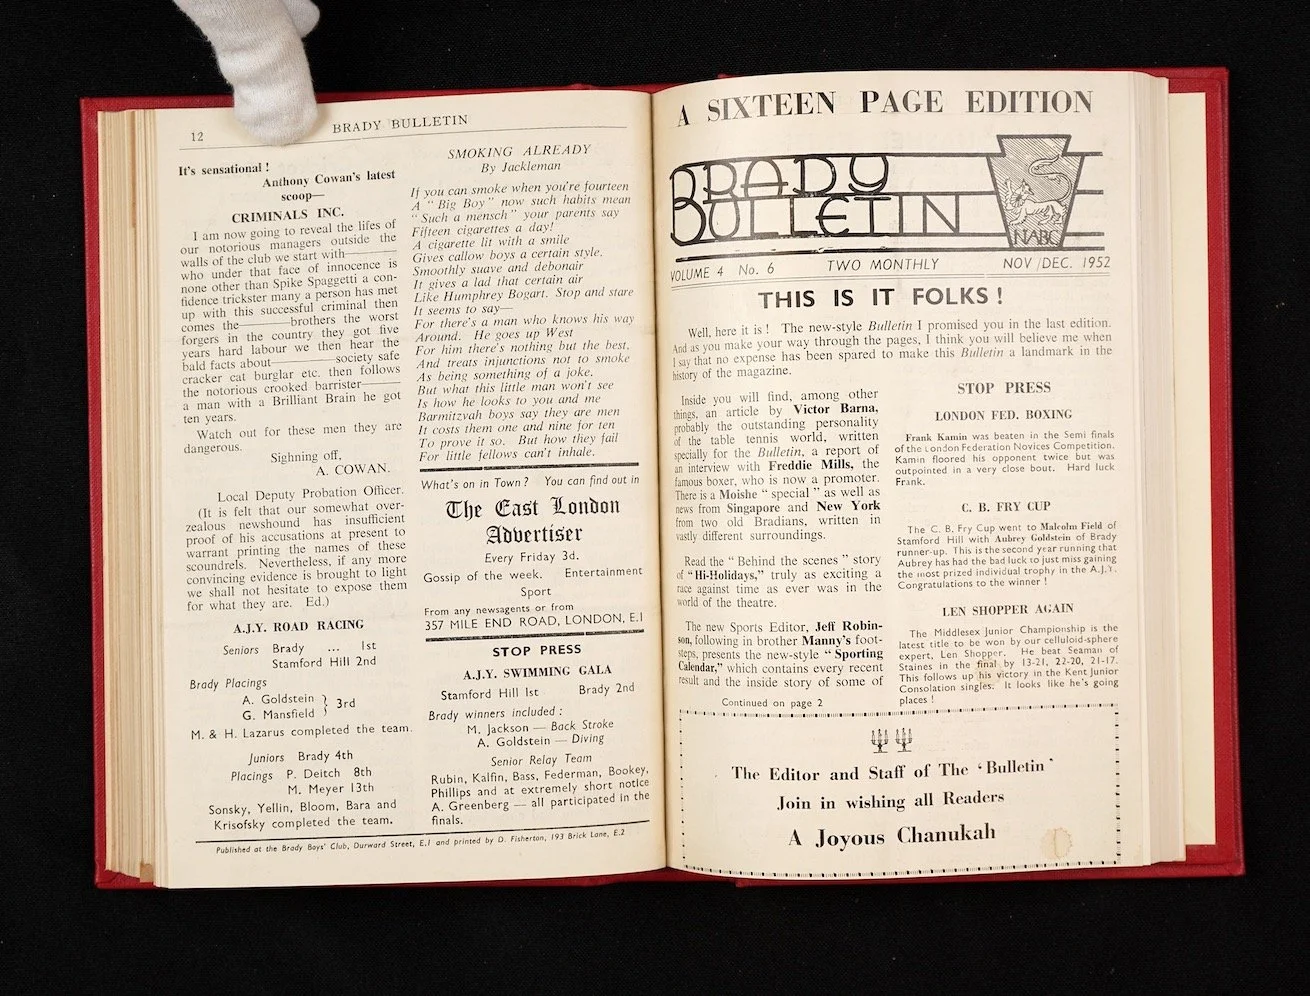 12
BRADY BULLETIN
It's sensational !
Anthony Cowan's latest
scoop—
CRIMINALS INC.
I am now going to reveal the lifes of
our notorious managers outside the
walls of the club we start with———
who under that face of innocence is
none other than Spike Spaggetti a con-
fidence trickster many a person has met
up with this successful criminal then
comes the———brothers the worst
forgers in the country they got five
years hard labour we then hear the
bald facts about————society safe
cracker cat burglar etc. then follows
the notorious crooked barrister———
a man with a Brilliant Brain he got
ten years.
Watch out for these men they are
dangerous.
Sighning off,
A. COWAN.
Local Deputy Probation Officer.
(It is felt that our somewhat over-
zealous newshound has insufficient
proof of his accusations at present to
warrant printing the names of these
scoundrels. Nevertheless, if any more
convincing evidence is brought to light
we shall not hesitate to expose them
for what they are. Ed.)
A.J.Y. ROAD RACING
Seniors Brady ... 1st
Stamford Hill 2nd
Brady Placings
A. Goldstein } 3rd
G. Mansfield
M. & H. Lazarus completed the team.
Juniors Brady 4th
Placings P. Deitch 8th
M. Meyer 13th
Sonsky, Yellin, Bloom, Bara and
Krisofsky completed the team.
SMOKING ALREADY
By Jackleman
If you can smoke when you're fourteen
A " Big Boy " now such habits mean
" Such a mensch " your parents say
Fifteen cigarettes a day!
A cigarette lit with a smile
Gives callow boys a certain style.
Smoothly suave and debonair
It gives a lad that certain air
Like Humphrey Bogart. Stop and stare
It seems to say—
For there's a man who knows his way
Around. He goes up West
For him there's nothing but the best,
And treats injunctions not to smoke
As being something of a joke.
But what this little man won't see
Is how he looks to you and me
Barmitzvah boys say they are men
It costs them one and nine for ten
To prove it so. But how they fail
For little fellows can't inhale.
What's on in Town ? You can find out in
The East London
Advertiser
Every Friday 3d.
Gossip of the week. Entertainment
Sport
From any newsagents or from
357 MILE END ROAD, LONDON, E.1
STOP PRESS
A.J.Y. SWIMMING GALA
Stamford Hill 1st Brady 2nd
Brady winners included :
M. Jackson — Back Stroke
A. Goldstein — Diving
Senior Relay Team
Rubin, Kalfin, Bass, Federman, Bookey,
Phillips and at extremely short notice
A. Greenberg — all participated in the
finals.
Published at the Brady Boys' Club, Durward Street, E.1 and printed by D. Fisherton, 193 Brick Lane, E.2
A SIXTEEN PAGE EDITION
BRADY
BULLETIN
NABC
VOLUME 4 No. 6 TWO MONTHLY NOV /DEC. 1952
THIS IS IT FOLKS !
Well, here it is ! The new-style Bulletin I promised you in the last edition.
And as you make your way through the pages, I think you will believe me when
I say that no expense has been spared to make this Bulletin a landmark in the
history of the magazine.
Inside you will find, among other
things, an article by Victor Barna,
probably the outstanding personality
of the table tennis world, written
specially for the Bulletin, a report of
an interview with Freddie Mills, the
famous boxer, who is now a promoter.
There is a Moishe " special " as well as
news from Singapore and New York
from two old Bradians, written in
vastly different surroundings.
Read the " Behind the scenes " story
of "Hi-Holidays," truly as exciting a
race against time as ever was in the
world of the theatre.
The new Sports Editor, Jeff Robin-
son, following in brother Manny's foot-
steps, presents the new-style " Sporting
Calendar," which contains every recent
result and the inside story of some of
Continued on page 2
STOP PRESS
LONDON FED. BOXING
Frank Kamin was beaten in the Semi finals
of the London Federation Novices Competition.
Kamin floored his opponent twice but was
outpointed in a very close bout. Hard luck
Frank.
C. B. FRY CUP
The C. B. Fry Cup went to Malcolm Field of
Stamford Hill with Aubrey Goldstein of Brady
runner-up. This is the second year running that
Aubrey has had the bad luck to just miss gaining
the most prized individual trophy in the A.J.Y.
Congratulations to the winner !
LEN SHOPPER AGAIN
The Middlesex Junior Championship is the
latest title to be won by our celluloid-sphere
expert, Len Shopper. He beat Seaman of
Staines in the final by 13-21, 22-20, 21-17.
This follows up his victory in the Kent Junior
Consolation singles. It looks like he's going
places !
The Editor and Staff of The 'Bulletin'
Join in wishing all Readers
A Joyous Chanukah